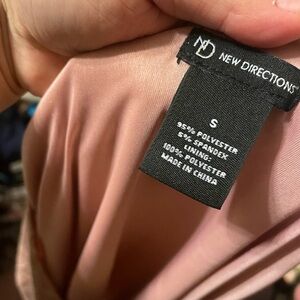 ND NEW DIRECTIONS
S
95% POLYESTER
5% SPANDEX
LINING:
100% POLYESTER
MADE IN CHINA